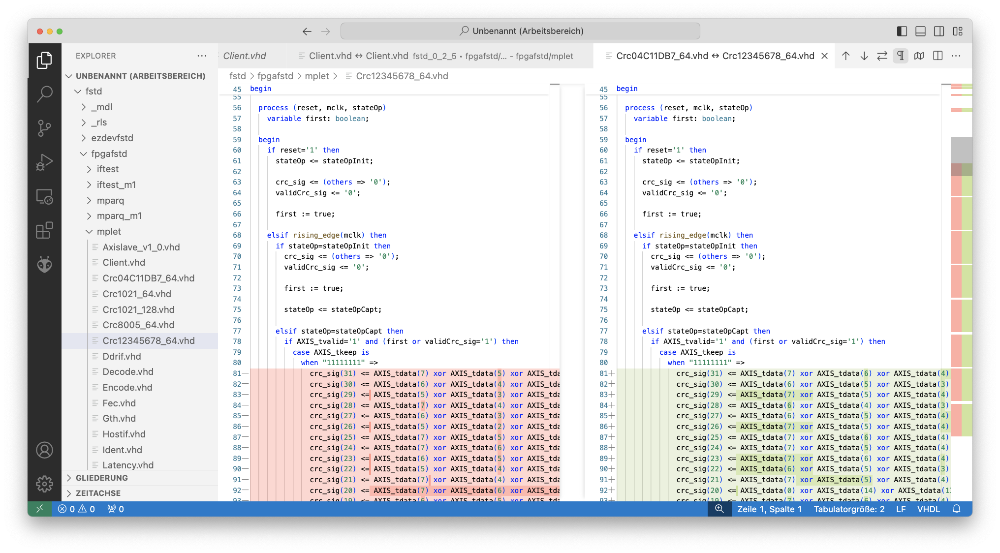 Unbenannt (Arbeitsbereich)
EXPLORER
UNBENANNT (ARBEITSBEREICH)
fstd
_mdl
_rls
ezdevfstd
fpgafstd
iftest
iftest_m1
mparq
mparq_m1
mplet
Axislave_v1_0.vhd
Client.vhd
Crc04C11DB7_64.vhd
Crc1021_64.vhd
Crc1021_128.vhd
Crc8005_64.vhd
Crc12345678_64.vhd
Ddrif.vhd
Decode.vhd
Encode.vhd
Fec.vhd
Gth.vhd
Hostif.vhd
Ident.vhd
Latency.vhd
GLIEDERUNG
ZEITACHSE
Client.vhd
Client.vhd ↔ Client.vhd fstd_0_2_5 • fpgafstd/... - fpgafstd/mplet
Crc04C11DB7_64.vhd ↔ Crc12345678_64.vhd
fstd > fpgafstd > mplet > Crc12345678_64.vhd
45 begin
55
56 process (reset, mclk, stateOp)
57 variable first: boolean;
58
59 begin
60 if reset='1' then
61 stateOp <= stateOpInit;
62
63 crc_sig <= (others => '0');
64 validCrc_sig <= '0';
65
66 first := true;
67
68 elsif rising_edge(mclk) then
69 if stateOp=stateOpInit then
70 crc_sig <= (others => '0');
71 validCrc_sig <= '0';
72
73 first := true;
74
75 stateOp <= stateOpCapt;
76
77 elsif stateOp=stateOpCapt then
78 if AXIS_tvalid='1' and (first or validCrc_sig='1') then
79 case AXIS_tkeep is
80 when "11111111" =>
81— crc_sig(31) <= AXIS_tdata(7) xor AXIS_tdata(5) xor AXIS_tda
82— crc_sig(30) <= AXIS_tdata(6) xor AXIS_tdata(4) xor AXIS_tda
83— crc_sig(29) <= AXIS_tdata(5) xor AXIS_tdata(3) xor AXIS_tda
84— crc_sig(28) <= AXIS_tdata(7) xor AXIS_tdata(4) xor AXIS_tda
85— crc_sig(27) <= AXIS_tdata(6) xor AXIS_tdata(3) xor AXIS_tda
86— crc_sig(26) <= AXIS_tdata(5) xor AXIS_tdata(2) xor AXIS_tda
87— crc_sig(25) <= AXIS_tdata(7) xor AXIS_tdata(5) xor AXIS_tda
88— crc_sig(24) <= AXIS_tdata(7) xor AXIS_tdata(6) xor AXIS_tda
89— crc_sig(23) <= AXIS_tdata(6) xor AXIS_tdata(5) xor AXIS_tda
90— crc_sig(22) <= AXIS_tdata(5) xor AXIS_tdata(4) xor AXIS_tda
91— crc_sig(21) <= AXIS_tdata(7) xor AXIS_tdata(4) xor AXIS_tda
92— crc_sig(20) <= AXIS_tdata(7) xor AXIS_tdata(6) xor AXIS_tda
93— crc_sig(19) <= AXIS_tdata(6) xor AXIS_tdata(5) xor AXIS_tda
45 begin
55
56 process (reset, mclk, stateOp)
57 variable first: boolean;
58
59 begin
60 if reset='1' then
61 stateOp <= stateOpInit;
62
63 crc_sig <= (others => '0');
64 validCrc_sig <= '0';
65
66 first := true;
67
68 elsif rising_edge(mclk) then
69 if stateOp=stateOpInit then
70 crc_sig <= (others => '0');
71 validCrc_sig <= '0';
72
73 first := true;
74
75 stateOp <= stateOpCapt;
76
77 elsif stateOp=stateOpCapt then
78 if AXIS_tvalid='1' and (first or validCrc_sig='1') then
79 case AXIS_tkeep is
80 when "11111111" =>
81+ crc_sig(31) <= AXIS_tdata(7) xor AXIS_tdata(6) xor AXIS_tdata(4)
82+ crc_sig(30) <= AXIS_tdata(6) xor AXIS_tdata(5) xor AXIS_tdata(3)
83+ crc_sig(29) <= AXIS_tdata(7) xor AXIS_tdata(5) xor AXIS_tdata(4)
84+ crc_sig(28) <= AXIS_tdata(6) xor AXIS_tdata(4) xor AXIS_tdata(3)
85+ crc_sig(27) <= AXIS_tdata(6) xor AXIS_tdata(5) xor AXIS_tdata(4)
86+ crc_sig(26) <= AXIS_tdata(7) xor AXIS_tdata(5) xor AXIS_tdata(4)
87+ crc_sig(25) <= AXIS_tdata(7) xor AXIS_tdata(6) xor AXIS_tdata(4)
88+ crc_sig(24) <= AXIS_tdata(7) xor AXIS_tdata(5) xor AXIS_tdata(4)
89+ crc_sig(23) <= AXIS_tdata(7) xor AXIS_tdata(6) xor AXIS_tdata(4)
90+ crc_sig(22) <= AXIS_tdata(6) xor AXIS_tdata(5) xor AXIS_tdata(3)
91+ crc_sig(21) <= AXIS_tdata(7) xor AXIS_tdata(5) xor AXIS_tdata(4)
92+ crc_sig(20) <= AXIS_tdata(0) xor AXIS_tdata(14) xor AXIS_tdata(1
93+ crc_sig(19) <= AXIS_tdata(7) xor AXIS_tdata(6) xor AXIS_tdata(4)
0 0 0
Zeile 1, Spalte 1 Tabulatorgröße: 2 LF VHDL